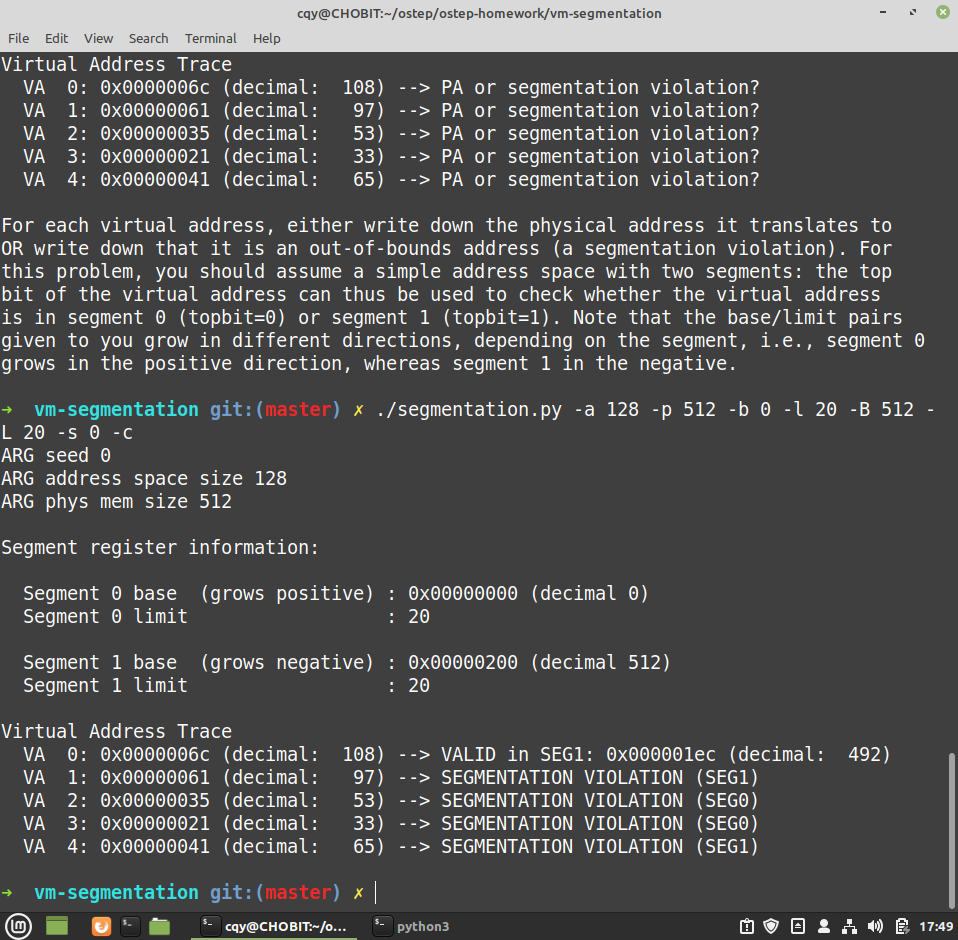 cqy@CHOBIT:~/ostep/ostep-homework/vm-segmentation
File Edit View Search Terminal Help
Virtual Address Trace
  VA  0: 0x0000006c (decimal:  108) --> PA or segmentation violation?
  VA  1: 0x00000061 (decimal:   97) --> PA or segmentation violation?
  VA  2: 0x00000035 (decimal:   53) --> PA or segmentation violation?
  VA  3: 0x00000021 (decimal:   33) --> PA or segmentation violation?
  VA  4: 0x00000041 (decimal:   65) --> PA or segmentation violation?
For each virtual address, either write down the physical address it translates to
OR write down that it is an out-of-bounds address (a segmentation violation). For
this problem, you should assume a simple address space with two segments: the top
bit of the virtual address can thus be used to check whether the virtual address
is in segment 0 (topbit=0) or segment 1 (topbit=1). Note that the base/limit pairs
given to you grow in different directions, depending on the segment, i.e., segment 0
grows in the positive direction, whereas segment 1 in the negative.
➜  vm-segmentation git:(master) ✗ ./segmentation.py -a 128 -p 512 -b 0 -l 20 -B 512 -
L 20 -s 0 -c
ARG seed 0
ARG address space size 128
ARG phys mem size 512
Segment register information:
  Segment 0 base  (grows positive) : 0x00000000 (decimal 0)
  Segment 0 limit                  : 20
  Segment 1 base  (grows negative) : 0x00000200 (decimal 512)
  Segment 1 limit                  : 20
Virtual Address Trace
  VA  0: 0x0000006c (decimal:  108) --> VALID in SEG1: 0x000001ec (decimal:  492)
  VA  1: 0x00000061 (decimal:   97) --> SEGMENTATION VIOLATION (SEG1)
  VA  2: 0x00000035 (decimal:   53) --> SEGMENTATION VIOLATION (SEG0)
  VA  3: 0x00000021 (decimal:   33) --> SEGMENTATION VIOLATION (SEG0)
  VA  4: 0x00000041 (decimal:   65) --> SEGMENTATION VIOLATION (SEG1)
➜  vm-segmentation git:(master) ✗
cqy@CHOBIT:~/o... python3 17:49